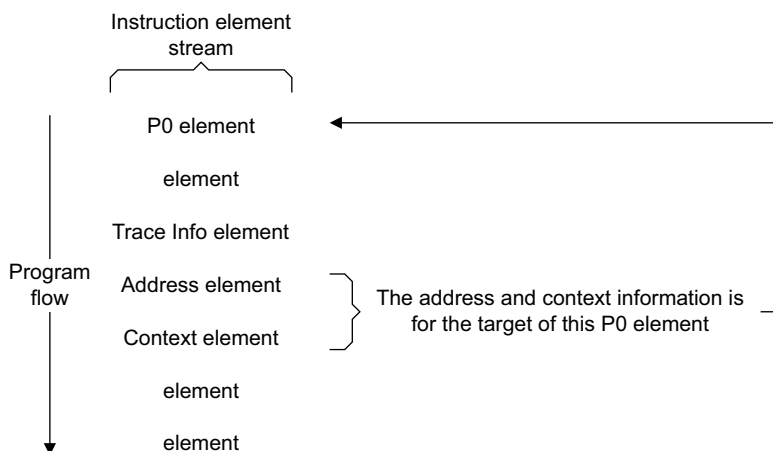 Instruction element
stream
P0 element
element
Trace Info element
Program
flow
Address element
Context element
The address and context information is
for the target of this P0 element
element
element